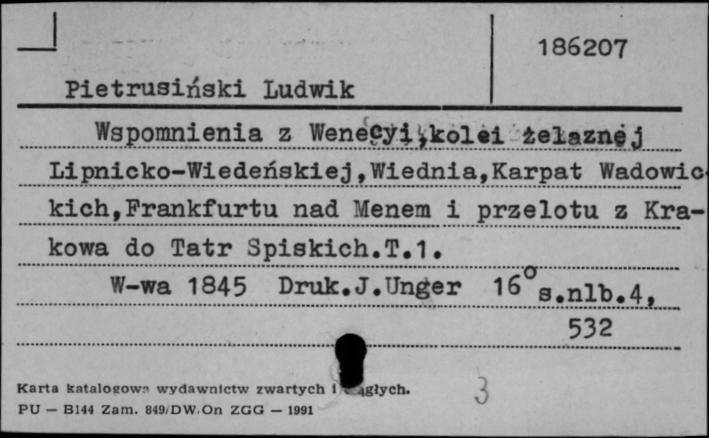 186207
Pietrusiński Ludwik
Wspomnienia z Wenecyi,kolei żelaznej
Lipnicko-Wiedeńskiej,Wiednia,Karpat Wadowic
kich,Frankfurtu nad Menem i przelotu z Kra-
kowa do Tatr Spiskich.T.1.
W-wa 1845 Druk.J.Unger 16° s.nlb.4,
532
Karta katalogowa wydawnictw zwartych i
PU — B144 Zam. 849/DW.On ZGG — 1991
3